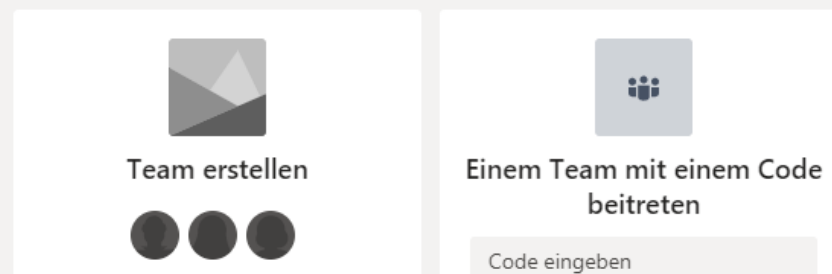 Team erstellen
Einem Team mit einem Code
beitreten
Code eingeben